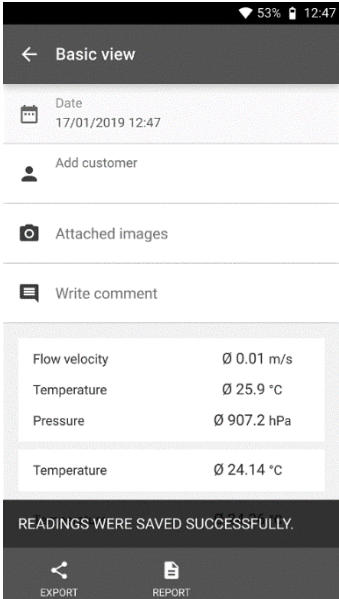 53% 12:47
Basic view
Date
17/01/2019 12:47
Add customer
Attached images
Write comment
Flow velocity Ø 0.01 m/s
Temperature Ø 25.9 °C
Pressure Ø 907.2 hPa
Temperature Ø 24.14 °C
READINGS WERE SAVED SUCCESSFULLY.
EXPORT REPORT